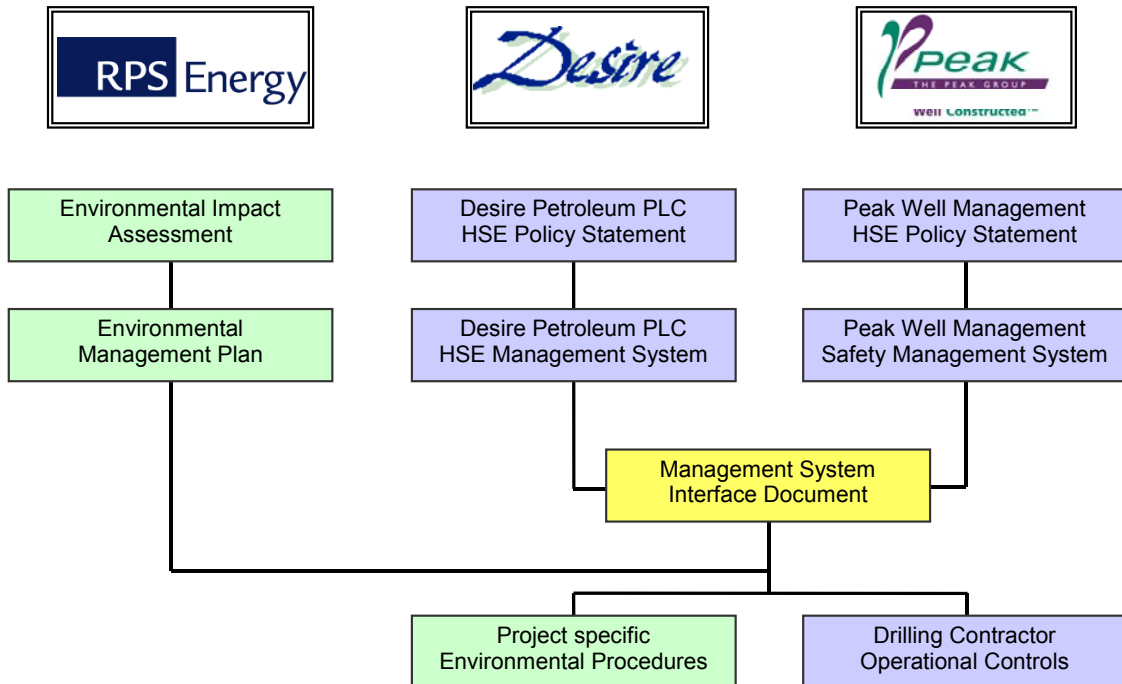 RPS Energy
Desire
Peak
THE PEAK GROUP
Well Constructed™
Environmental Impact
Assessment
Desire Petroleum PLC
HSE Policy Statement
Peak Well Management
HSE Policy Statement
Environmental
Management Plan
Desire Petroleum PLC
HSE Management System
Peak Well Management
Safety Management System
Management System
Interface Document
Project specific
Environmental Procedures
Drilling Contractor
Operational Controls